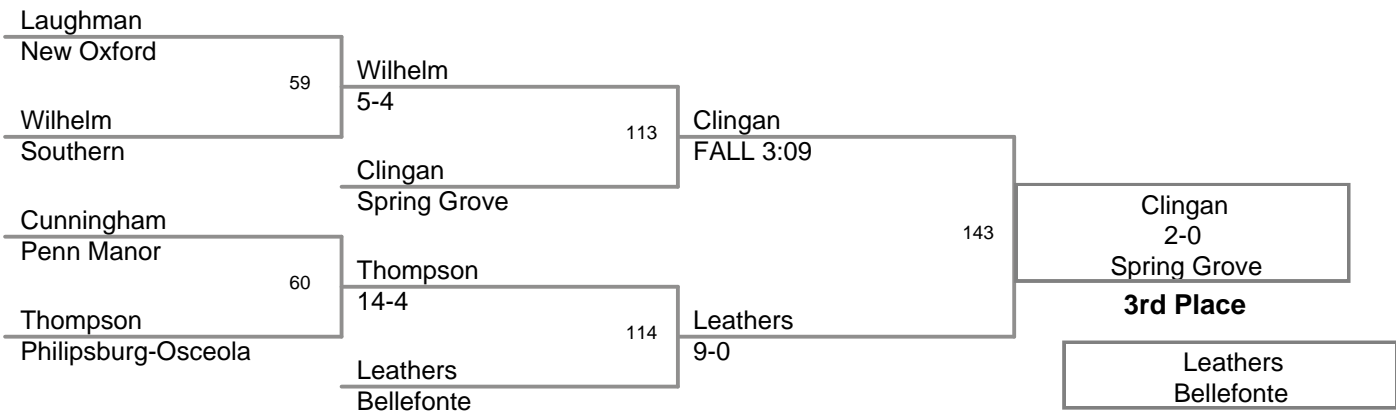 Laughman
New Oxford
59
Wilhelm
Southern
Wilhelm
5-4
113
Clingan
Spring Grove
Cunningham
Penn Manor
60
Thompson
Philipsburg-Osceola
Thompson
14-4
114
Leathers
Bellefonte
Clingan
FALL 3:09
143
Leathers
9-0
Clingan
2-0
Spring Grove
3rd Place
Leathers
Bellefonte